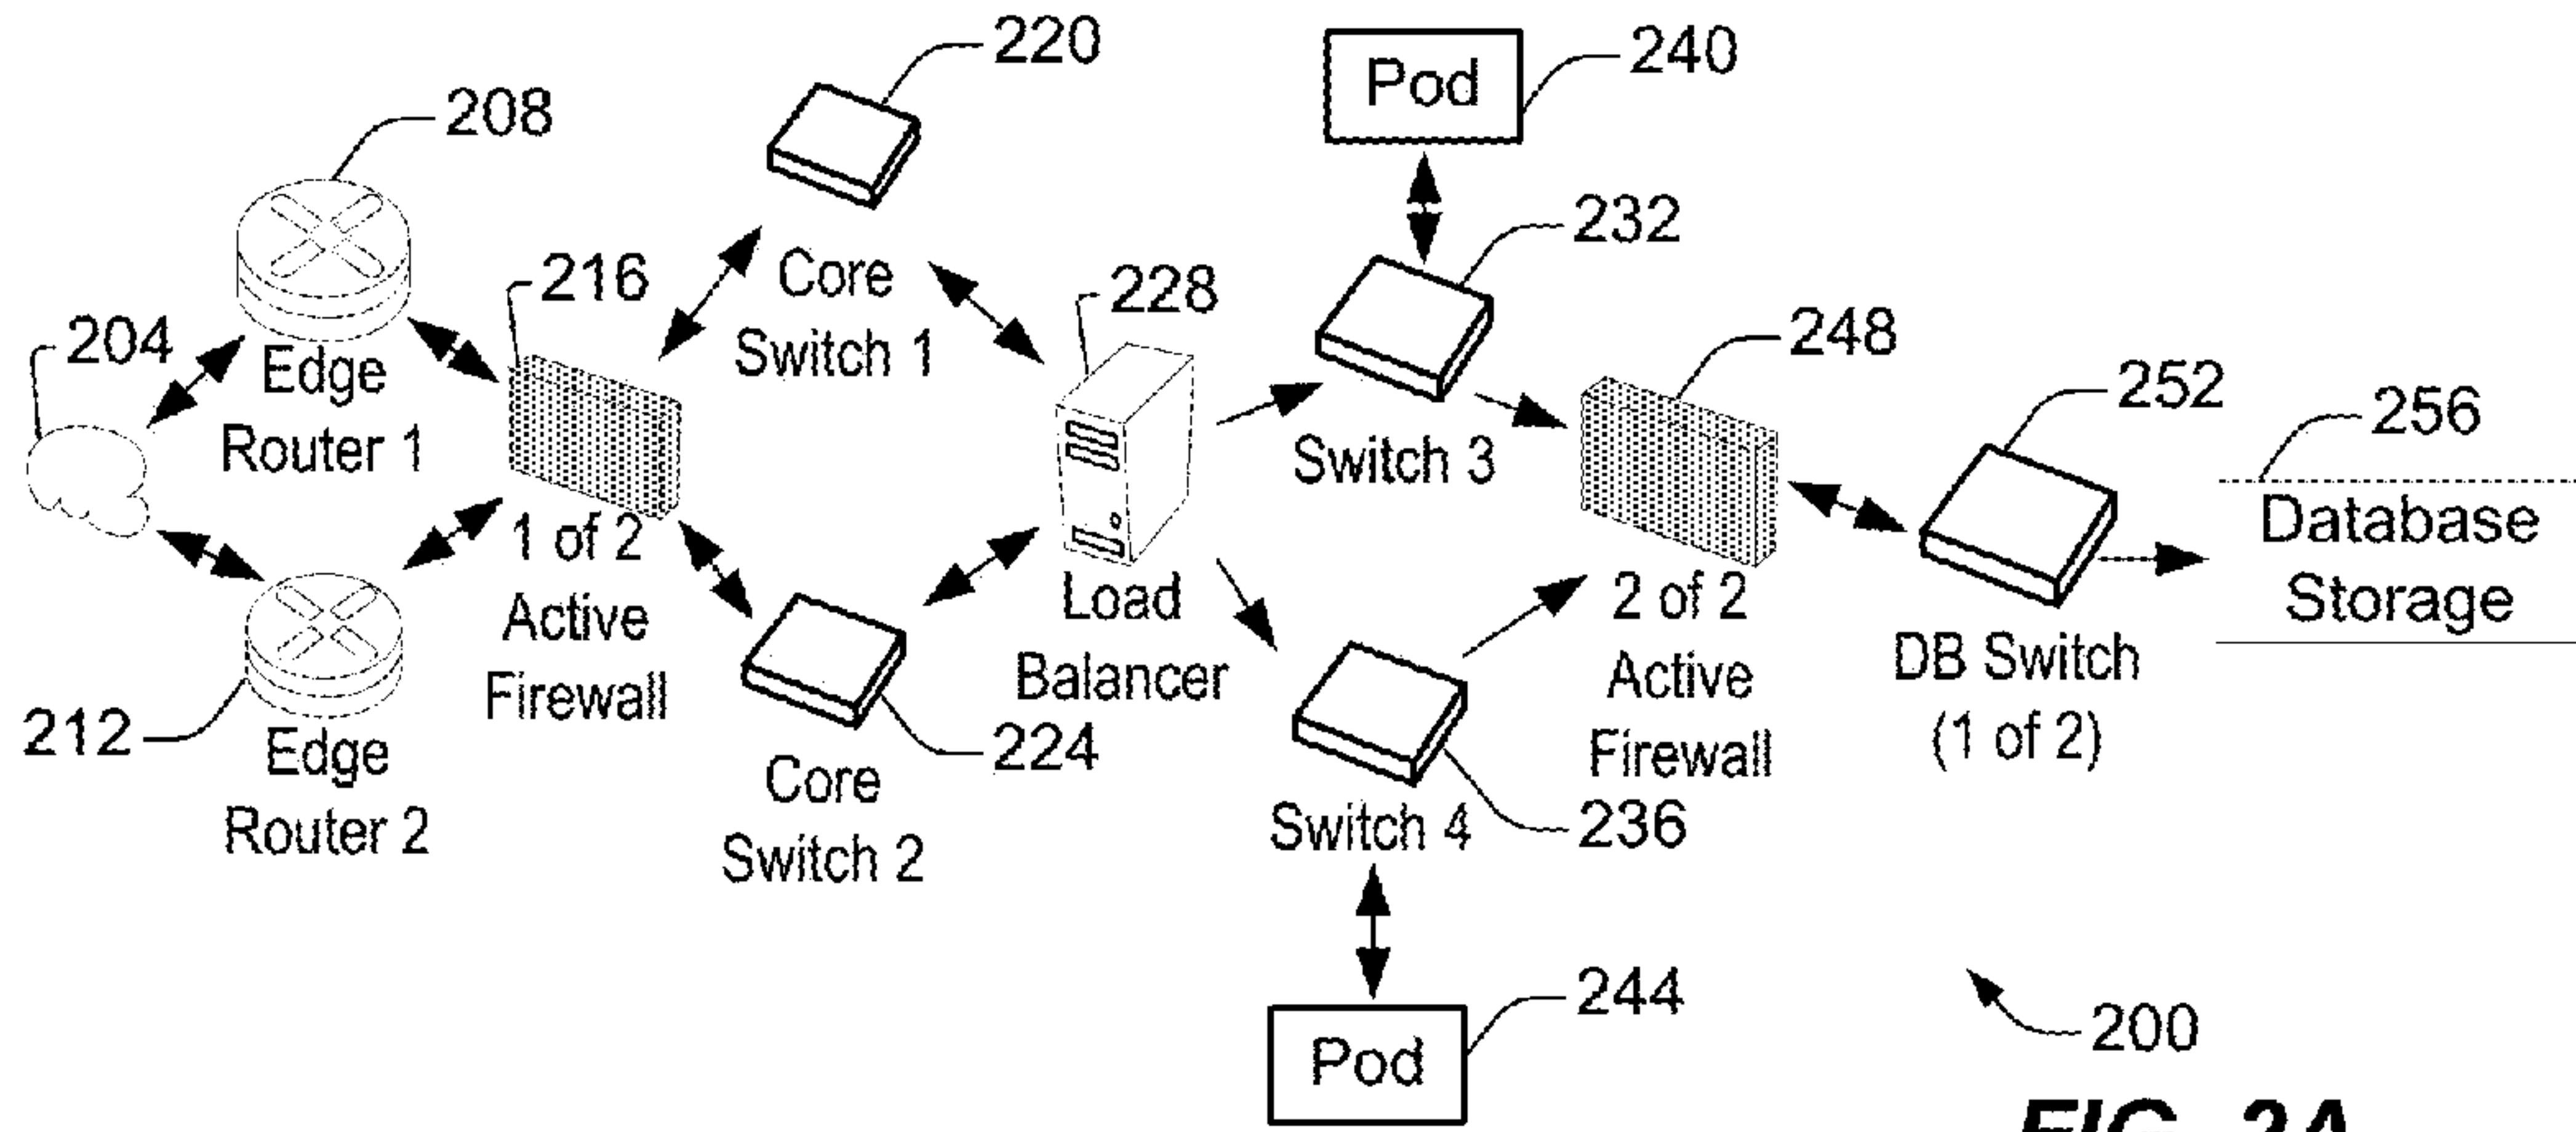 220
240
Pod
208
232
Core
Switch 1
216
228
204
Edge
Router 1
248
252
256
Switch 3
Database
Storage
1 of 2
Active
Firewall
Load
Balancer
2 of 2
Active
Firewall
DB Switch
(1 of 2)
212
Edge
Router 2
224
Core
Switch 2
236
Switch 4
244
Pod
200
FIG. 2A